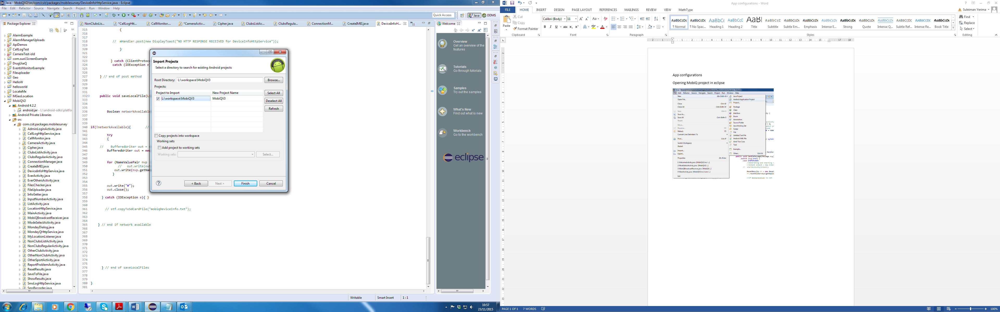 Java - MobiQV2/src/com/csit/packages/mobilesurvey/DeviceInfoHttpService.java - Eclipse
File Edit Refactor Source Navigate Search Project Run Window Help
Quick Access
Java
DDMS
Package Explorer
AlarmExample
AlarmManagerUploads
ApiDemos
CallLogTest
CameraTest-old
com.suol.ScreenExample
DrugUseQ
EventsMonitorExample
Fileuploader
Geo
HelloW
helloworld
LocateMe
MGeoLocation
MobiQV2
Android 4.2.2
android.jar - L:\android-sdks\platfor
Android Private Libraries
src
com.csit.packages.mobilesurvey
AdminLoginActivity.java
CallLogHttpService.java
CallMonitor.java
CameraActivity.java
Cipher.java
ClubsListActivity.java
ClubsRegularActivity.java
ConnectionManager.java
CreateIMEI.java
DeviceInfoHttpService.java
EverActivity.java
EverOthersActivity.java
FilesChecker.java
FileUploader.java
InfoGetter.java
InputNumberActivity.java
ListActivity.java
LocationHttpService.java
MainActivity.java
MobiQBroadcastReceiver.java
ModeSelectActivity.java
MondayDialog.java
MondayQHttpService.java
MyLocationListener.java
NonClubsListActivity.java
NonClubsRegularActivity.java
OtherClubActivity.java
OtherNonClubActivity.java
OtherSportActivity.java
ReportProblemActivity.java
ResetResults.java
SaveToFile.java
ShowResults.java
SmsLogHttpService.java
SmsRecorder.java
NonClubsLis...
*CallLogHtt...
CallMonitor....
*CameraActiv...
Cipher.java
ClubsListAc...
ClubsRegula...
ConnectionM...
CreateIMEI.java
DeviceInfoH...
»11
315 {
316
317
318 // mHandler.post(new DisplayToast("NO HTTP RESPONSE RECEIVED for DeviceInfoHttpService"));
319
320 }
321
322
323 } catch (ClientProtoc
324 catch (IOException e
325
326
327 } // end of post method
328
329
330
331
332 public void saveLocalFile(Li
333
334
335
336 Boolean networkAvailable
337
338
339
340 if(!networkAvailable){ //
341
342 try
343 {
344
345 // BufferedWriter out = n
346 BufferedWriter out = new
347
348
349 for (NameValuePair nvp
350 // out.write(out
351 out.write(nvp.getNam
352 }
353
354
355 out.write("#");
356 out.close();
357
358 } catch (IOException e){ }
359
360
361 // stf.copyToSdCardFile("mobiqDeviceInfo.txt");
362
363
364
365 } // end if network available
366
367
368
369
370
371
372
373
374
375
376 } // end of saveLocalFiles
377
378
379
380 }
381
Import Projects
Select a directory to search for existing Android projects
Root Directory: L:\workspace\MobiQV3 Browse...
Projects:
Project to Import New Project Name
L:\workspace\MobiQV3 MobiQV3
Select All
Deselect All
Refresh
Copy projects into workspace
Working sets
Add project to working sets
Working sets: Select...
< Back Next > Finish Cancel
Welcome
Overview
Get an overview of the
features
Tutorials
Go through tutorials
Samples
Try out the samples
What's New
Find out what is new
Workbench
Go to the workbench
eclipse
Writable Smart Insert 1 : 1
10:57
23/11/2015
App configurations - Word
Suleiman Yerima
FILE HOME INSERT DESIGN PAGE LAYOUT REFERENCES MAILINGS REVIEW VIEW MathType
Paste
Cut
Copy
Format Painter
Clipboard
Calibri (Body) 11
Font
Paragraph
¶ Normal
¶ No Spac...
Heading 1
Heading 2
Title
Subtitle
Subtle Em...
Emphasis
Intense E...
Strong
Quote
Intense Q...
Subtle Ref...
Intense Re...
Book Title
Styles
Find
Replace
Select
Editing
App configurations
Opening MobiQ project in eclipse
PAGE 1 OF 1 7 WORDS
100%